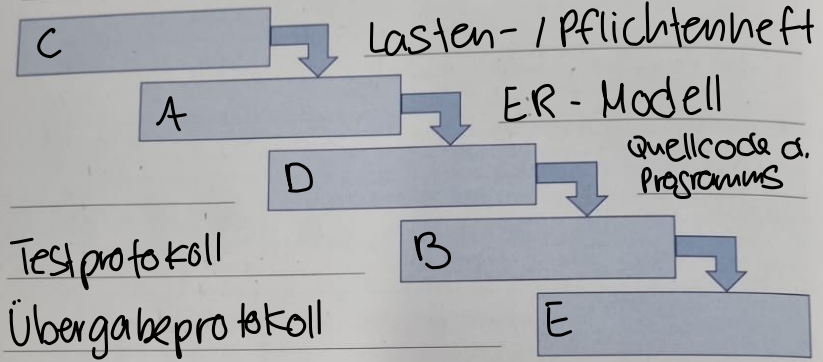 C
Lasten- / Pflichtenheft
A
ER - Modell
D
Quellcode d.
Programms
Testprotokoll
B
Übergabeprotokoll
E